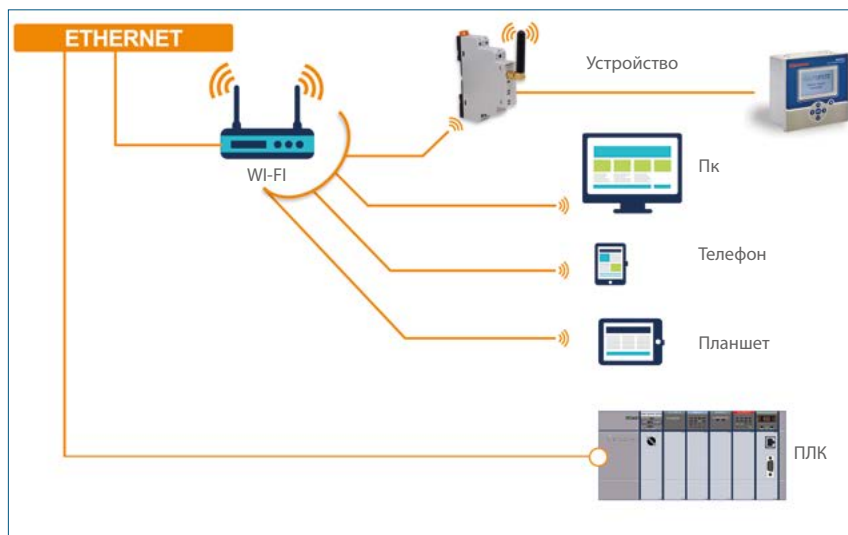 ETHERNET
Устройство
WI-FI
Пк
Телефон
Планшет
ПЛК